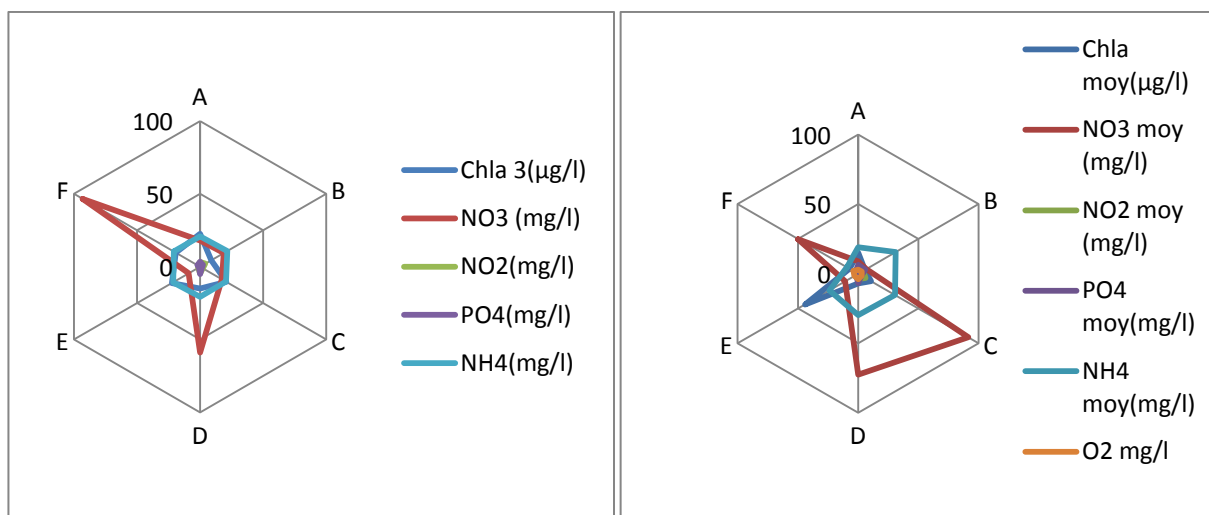 A
100
F
B
50
0
E
C
D
Chla 3(µg/l)
NO3 (mg/l)
NO2(mg/l)
PO4(mg/l)
NH4(mg/l)
A
100
F
B
50
0
E
C
D
Chla
moy(µg/l)
NO3 moy
(mg/l)
NO2 moy
(mg/l)
PO4
moy(mg/l)
NH4
moy(mg/l)
O2 mg/l